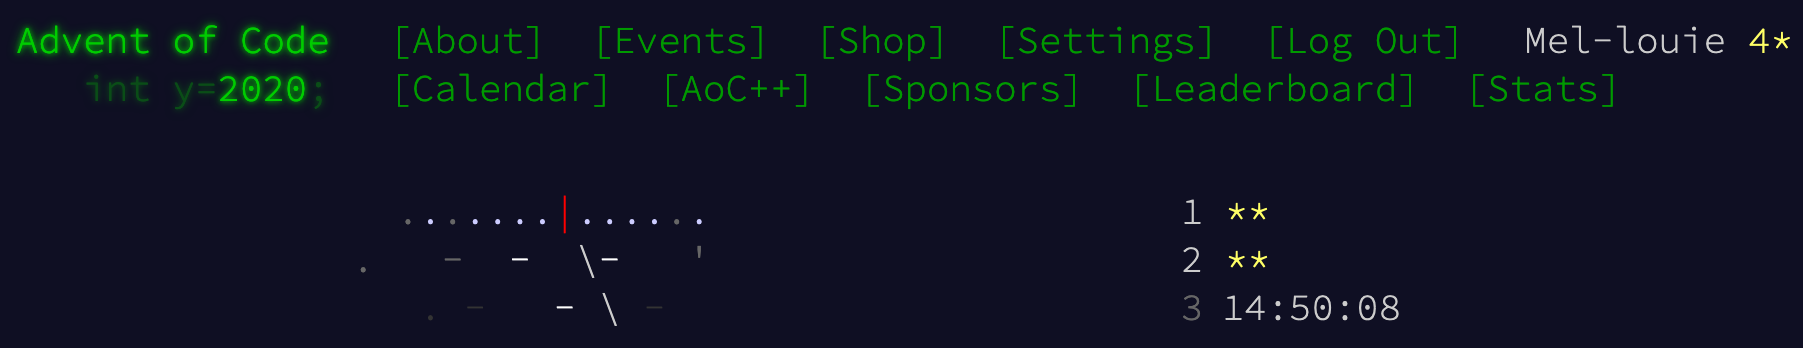 Advent of Code [About] [Events] [Shop] [Settings] [Log Out] Mel-louie 4*
int y=2020; [Calendar] [AoC++] [Sponsors] [Leaderboard] [Stats]
.......|...... 1 **
. - - \- ' 2 **
. - - \ - 3 14:50:08